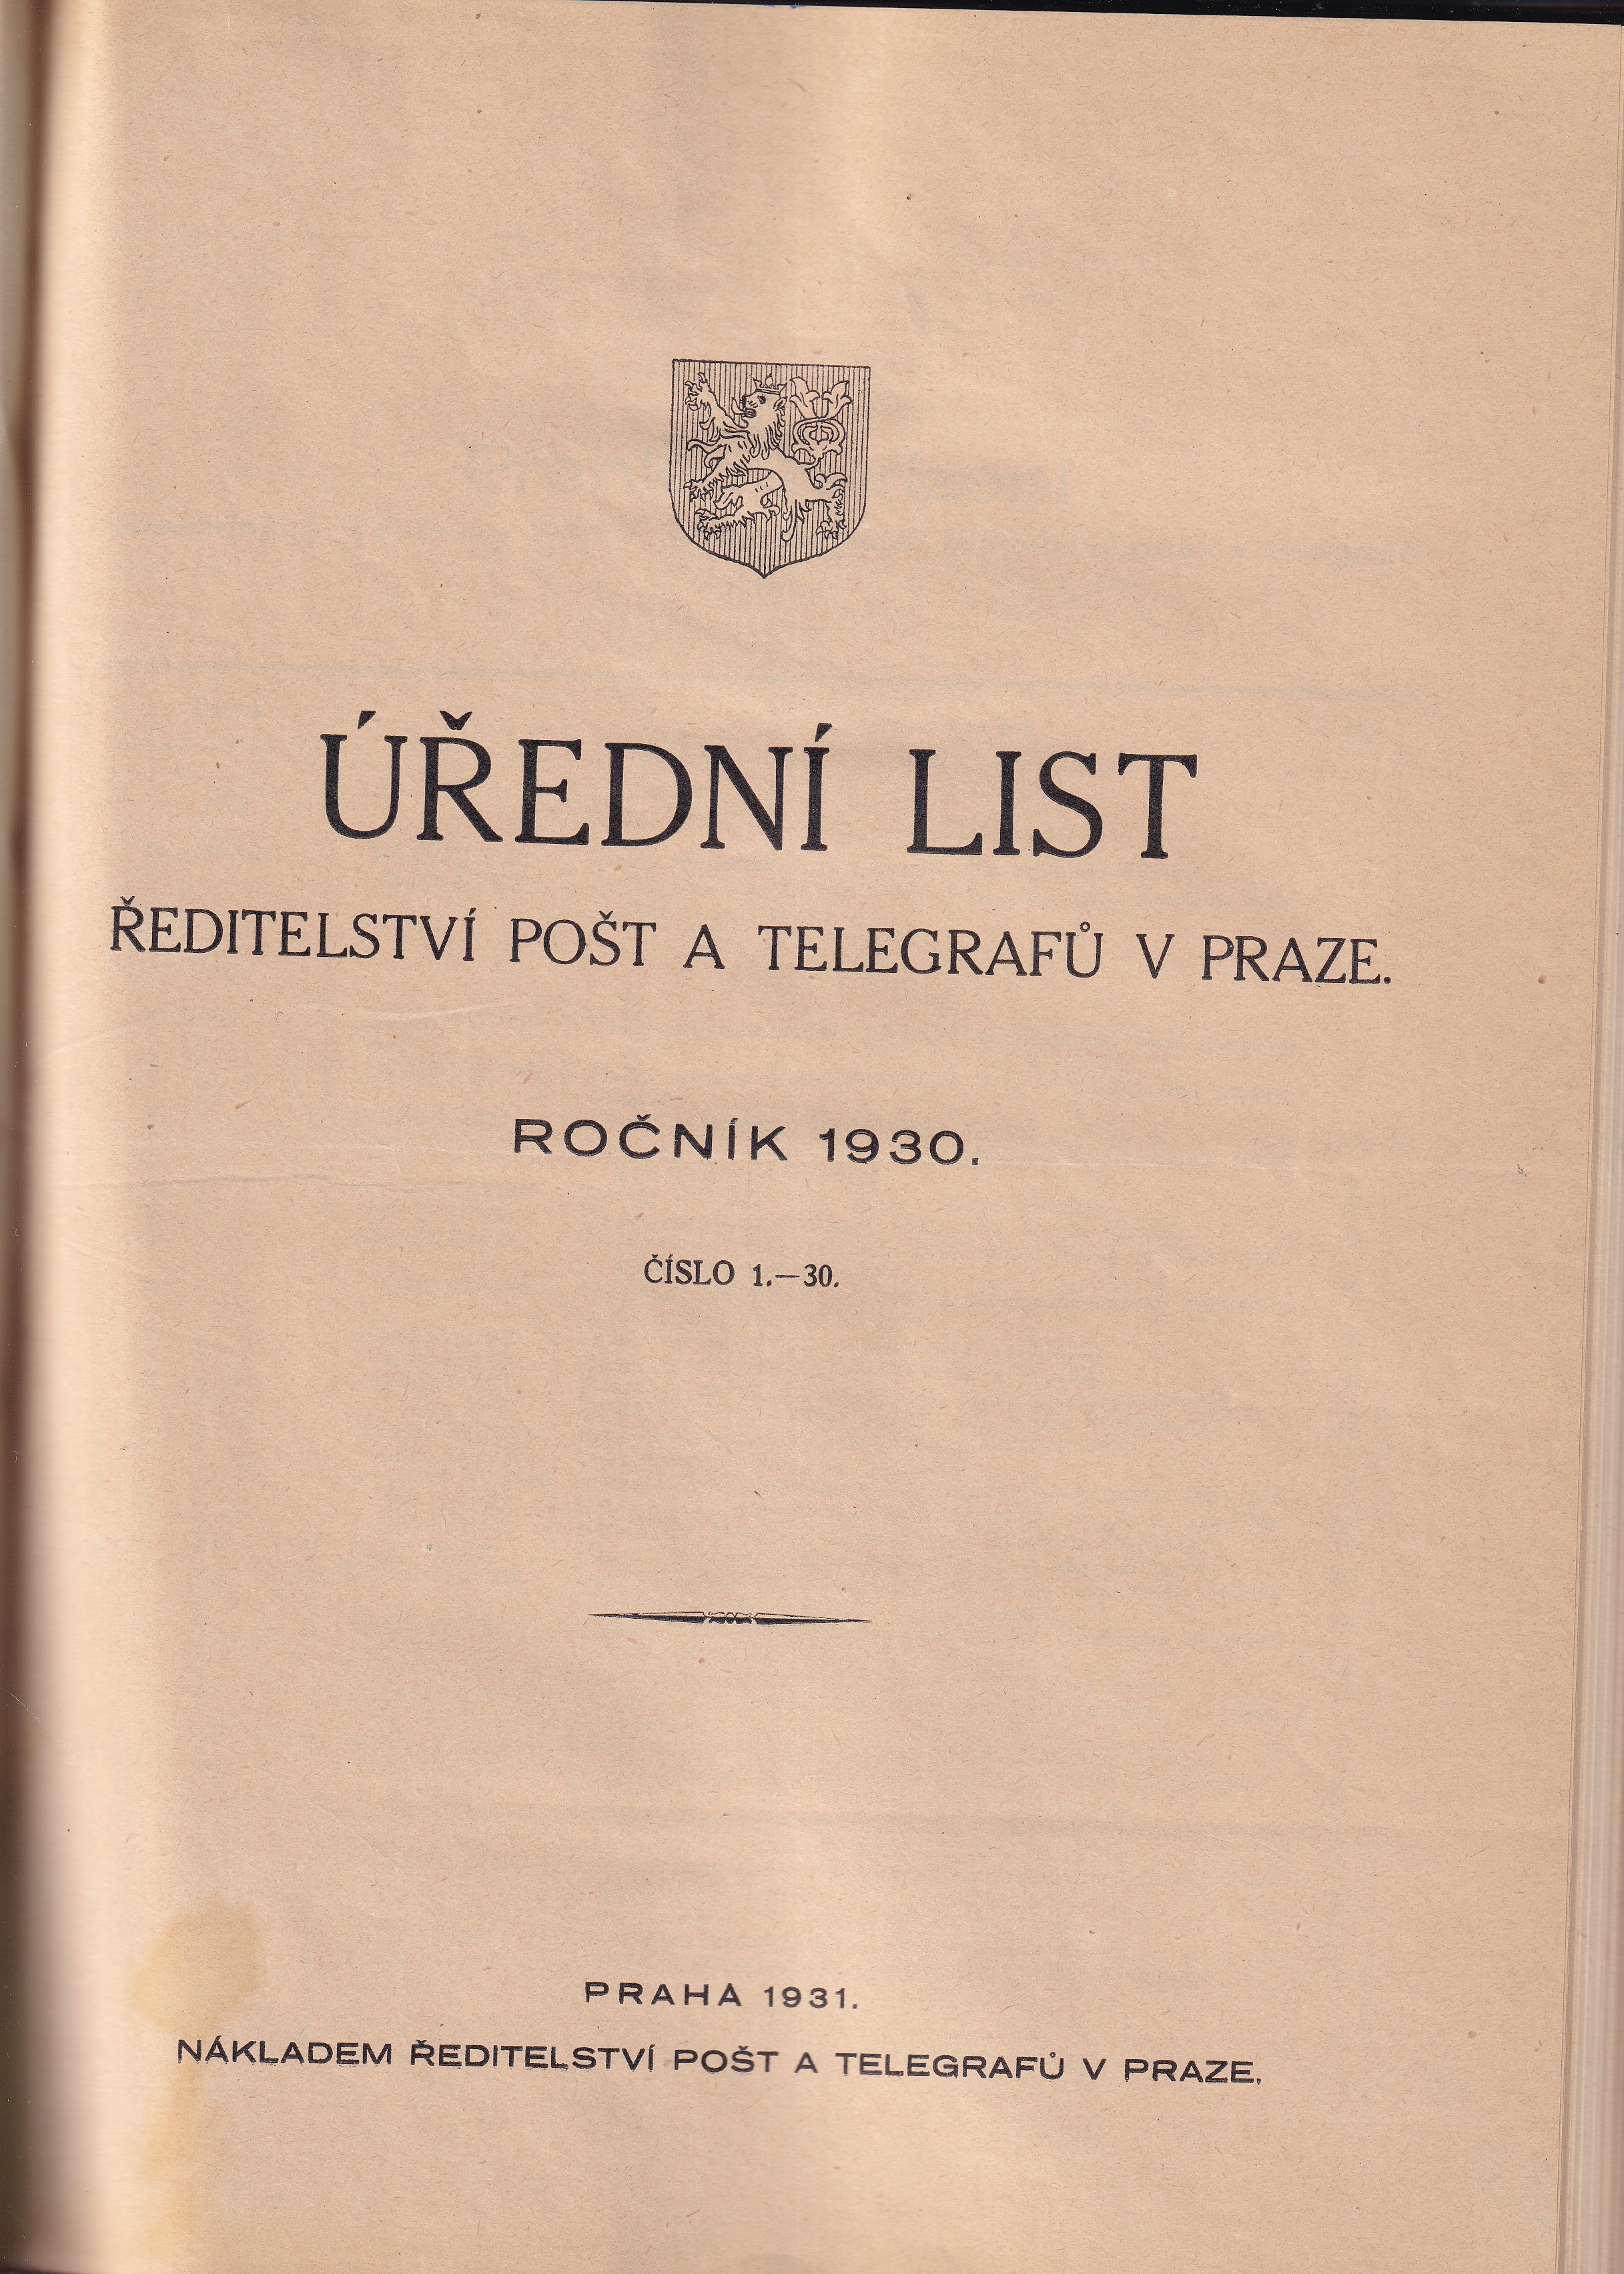 ÚŘEDNÍ LIST
ŘEDITELSTVÍ POŠT A TELEGRAFŮ V PRAZE.
ROČNÍK 1930.
ČÍSLO 1.—30.
PRAHA 1931.
NÁKLADEM ŘEDITELSTVÍ POŠT A TELEGRAFŮ V PRAZE.